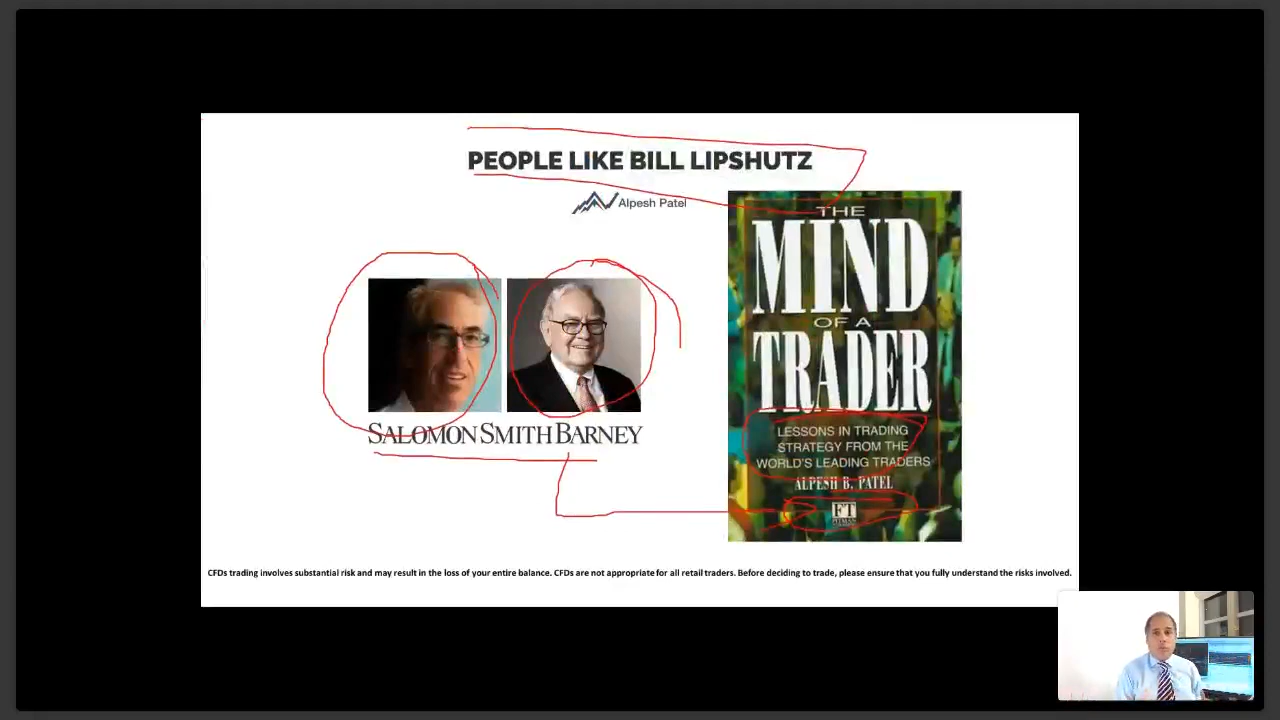 PEOPLE LIKE BILL LIPSHUTZ
Alpesh Patel
SALOMON SMITH BARNEY
THE
MIND
OF A
TRADER
LESSONS IN TRADING
STRATEGY FROM THE
WORLD'S LEADING TRADERS
ALPESH B. PATEL
FT
PITMAN
CFDs trading involves substantial risk and may result in the loss of your entire balance. CFDs are not appropriate for all retail traders. Before deciding to trade, please ensure that you fully understand the risks involved.